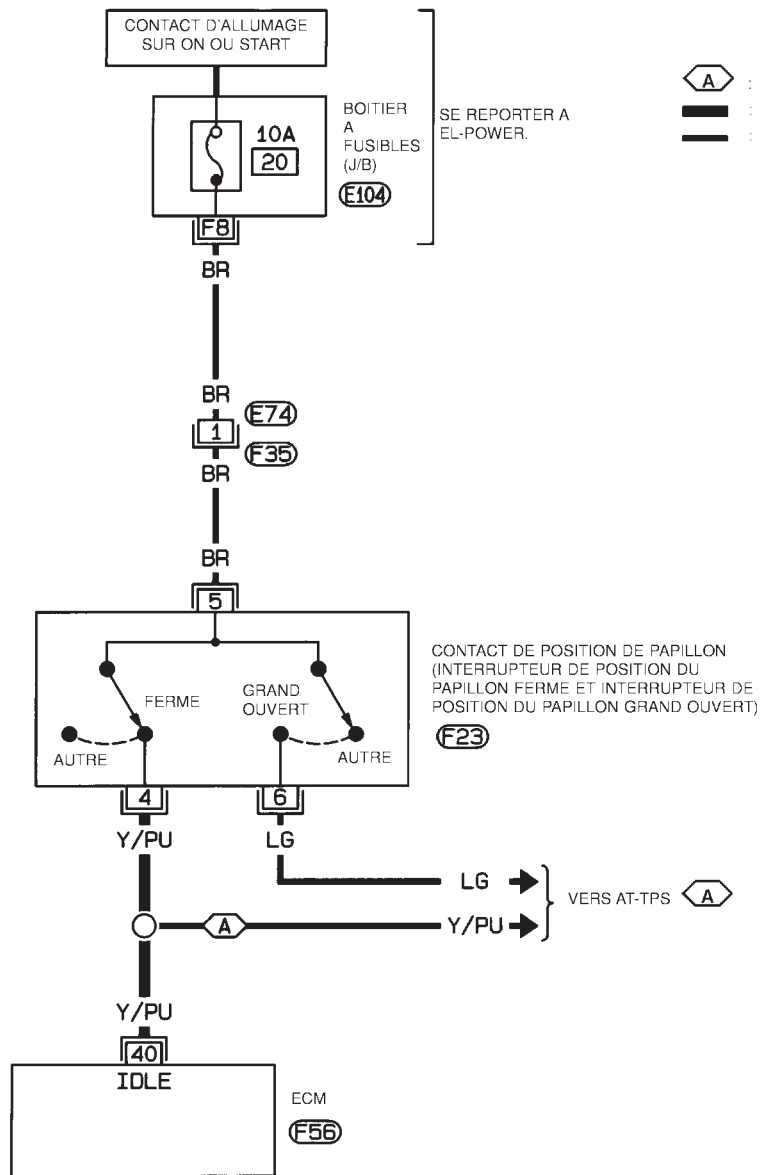 CONTACT D'ALLUMAGE
SUR ON OU START
A :
:
:
10A
20
BOITIER
A
FUSIBLES
(J/B)
E104
SE REPORTER A
EL-POWER.
F8
BR
BR
E74
1
F35
BR
BR
5
FERME
AUTRE
GRAND
OUVERT
AUTRE
CONTACT DE POSITION DE PAPILLON
(INTERRUPTEUR DE POSITION DU
PAPILLON FERME ET INTERRUPTEUR DE
POSITION DU PAPILLON GRAND OUVERT)
F23
4
6
Y/PU
LG
LG
A
Y/PU
VERS AT-TPS A
Y/PU
40
IDLE
ECM
F56